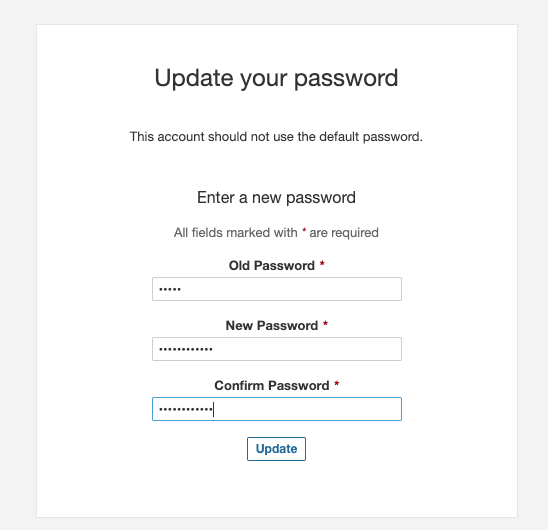 Update your password
This account should not use the default password.
Enter a new password
All fields marked with * are required
Old Password *
•••••
New Password *
••••••••••••
Confirm Password *
••••••••••••
Update